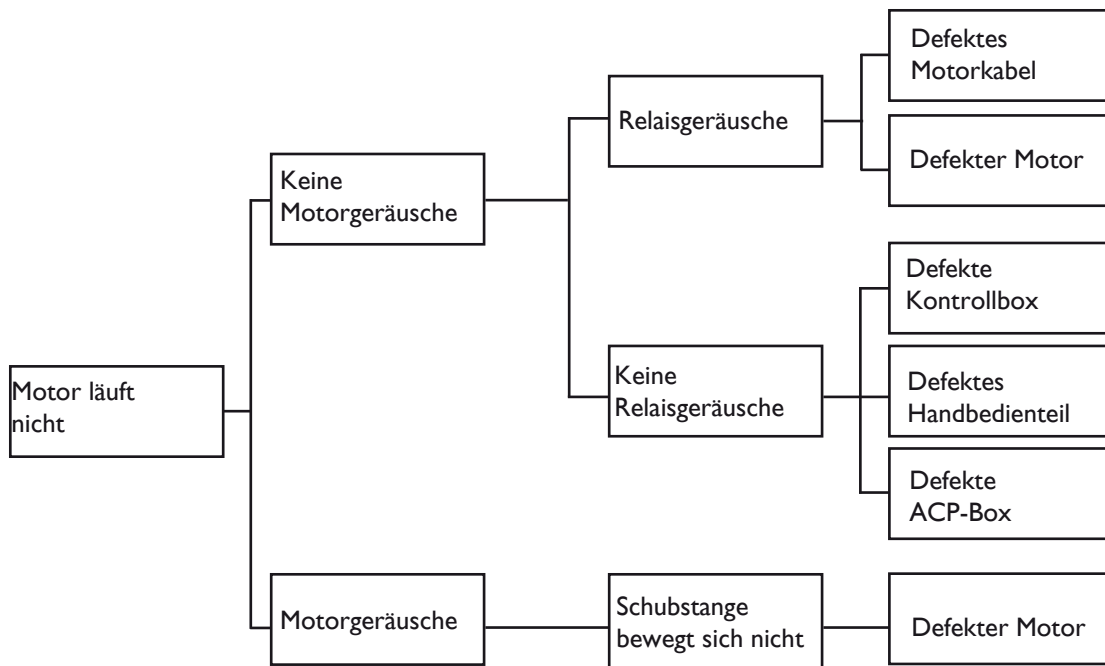 Defektes
Motorkabel
Relaisgeräusche
Defekter Motor
Keine
Motorgeräusche
Defekte
Kontrollbox
Motor läuft
nicht
Keine
Relaisgeräusche
Defektes
Handbedienteil
Defekte
ACP-Box
Motorgeräusche
Schubstange
bewegt sich nicht
Defekter Motor